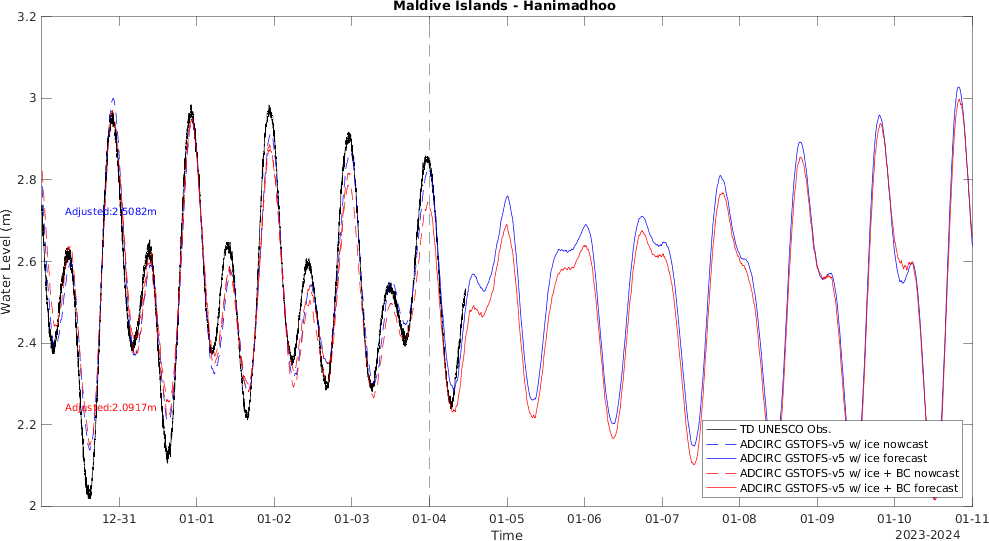 Maldive Islands - Hanimadhoo
Water Level (m)
3.2
3
2.8
2.6
2.4
2.2
2
Adjusted:2.5082m
Adjusted:2.0917m
TD UNESCO Obs.
ADCIRC GSTOFS-v5 w/ ice nowcast
ADCIRC GSTOFS-v5 w/ ice forecast
ADCIRC GSTOFS-v5 w/ ice + BC nowcast
ADCIRC GSTOFS-v5 w/ ice + BC forecast
12-31 01-01 01-02 01-03 01-04 01-05 01-06 01-07 01-08 01-09 01-10 01-11
Time
2023-2024